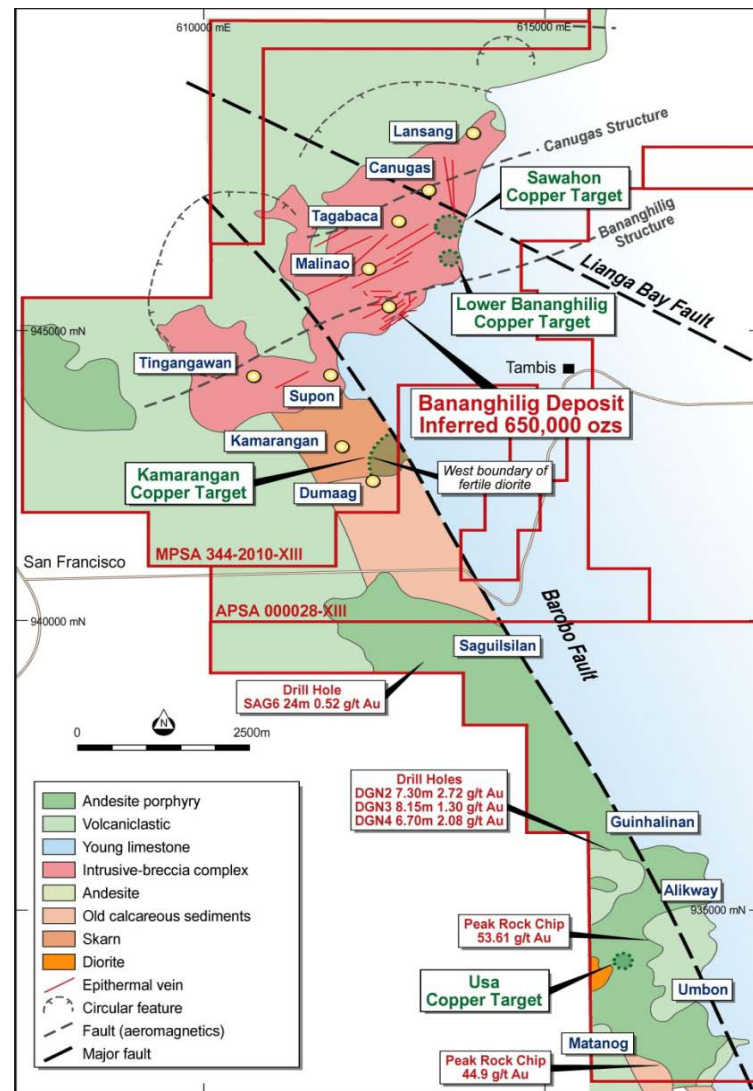 610000 mE
615000 mE
Lansang
Canugas Structure
Canugas
Sawahon
Copper Target
Tagabaca
Bananghilig
Structure
Malinao
Lianga Bay Fault
Lower Bananghilig
Copper Target
945000 mN
Tingangawan
Tambis
Supon
Bananghilig Deposit
Inferred 650,000 ozs
Kamarangan
Kamarangan
Copper Target
West boundary of
fertile diorite
Dumaag
San Francisco
MPSA 344-2010-XIII
APSA 000028-XIII
940000 mN
Barobo Fault
Saguilsilan
Drill Hole
SAG6 24m 0.52 g/t Au
N
0
2500m
Drill Holes
DGN2 7.30m 2.72 g/t Au
DGN3 8.15m 1.30 g/t Au
DGN4 6.70m 2.08 g/t Au
Guinhalinan
Alikway
935000 mN
Peak Rock Chip
53.61 g/t Au
Usa
Copper Target
Umbon
Matanog
Peak Rock Chip
44.9 g/t Au
Andesite porphyry
Volcaniclastic
Young limestone
Intrusive-breccia complex
Andesite
Old calcareous sediments
Skarn
Diorite
Epithermal vein
Circular feature
Fault (aeromagnetics)
Major fault